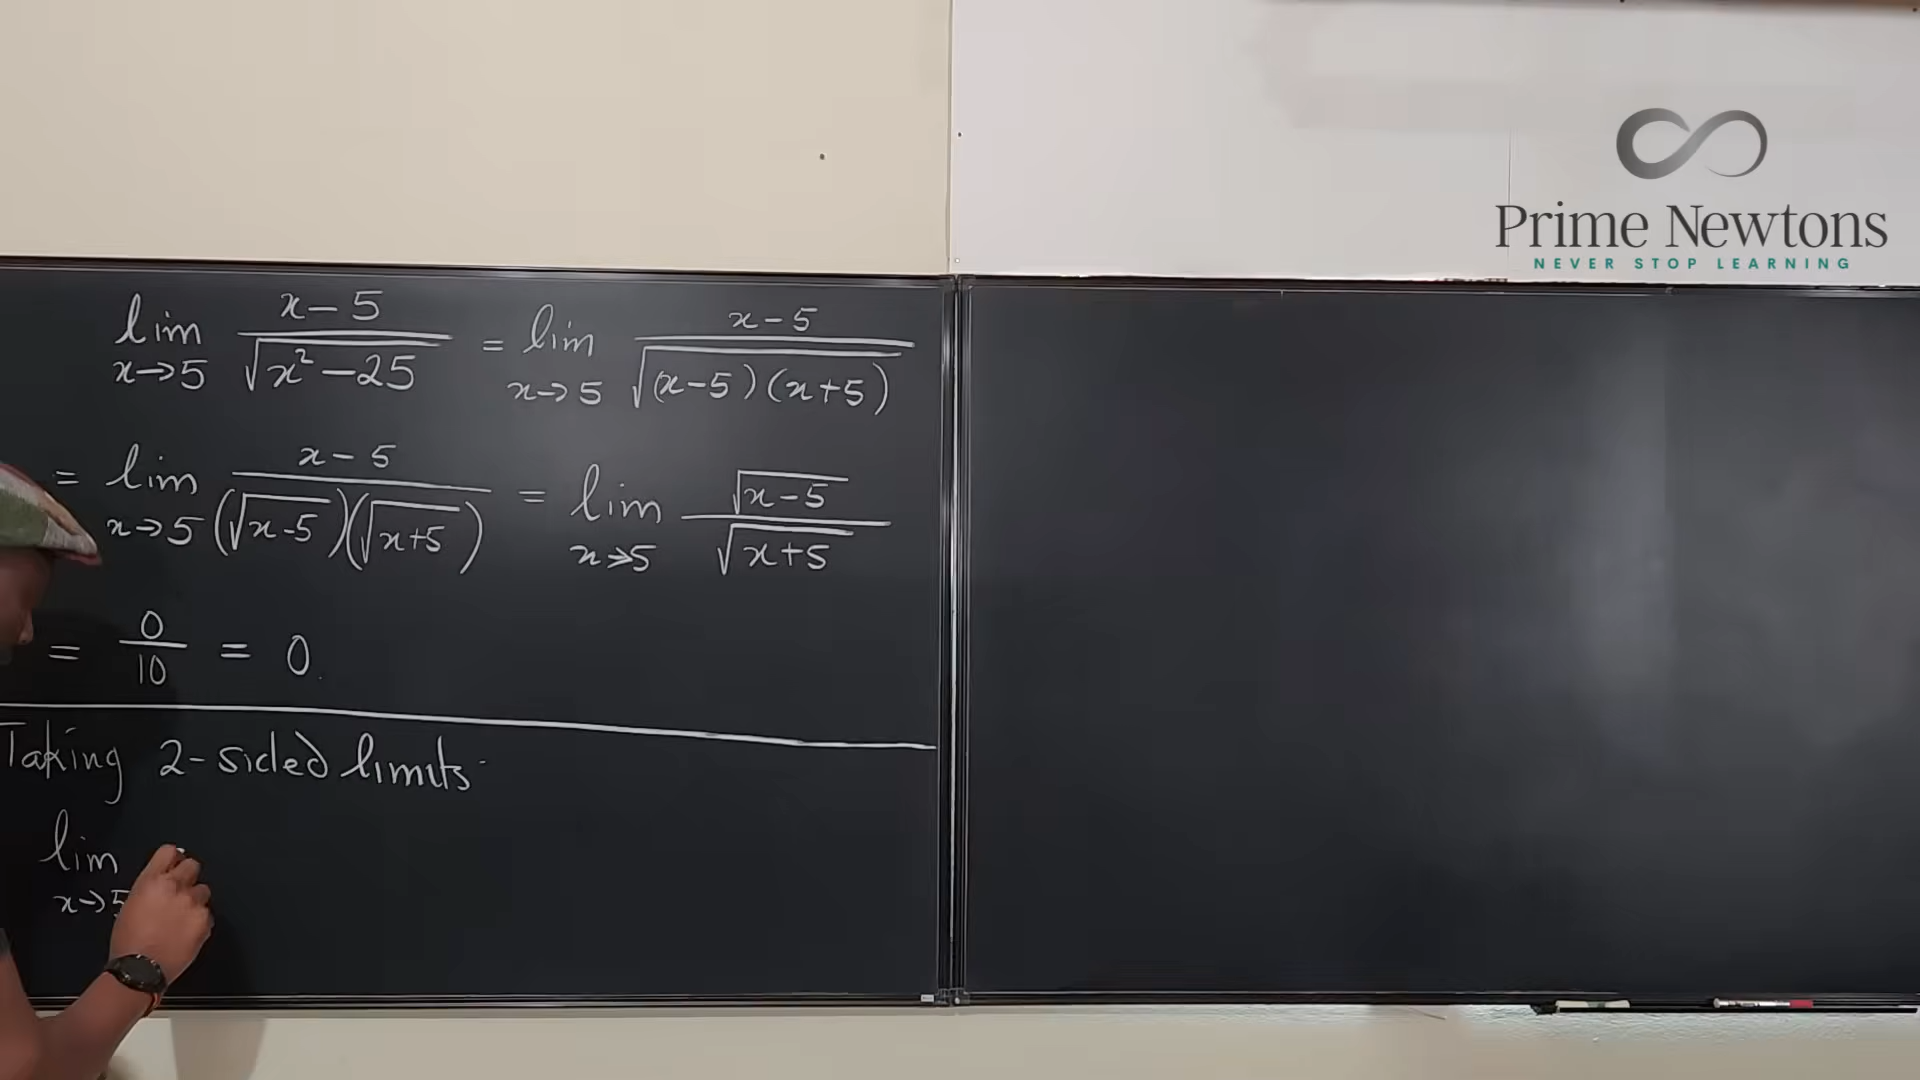 Prime Newtons
NEVER STOP LEARNING
lim x→5 (x-5)/(√(x²-25)) = lim x→5 (x-5)/(√((x-5)(x+5)))
= lim x→5 (x-5)/((√(x-5))(√(x+5))) = lim x→5 √(x-5)/√(x+5)
= 0/10 = 0.
Taking 2-sided limits
lim x→5